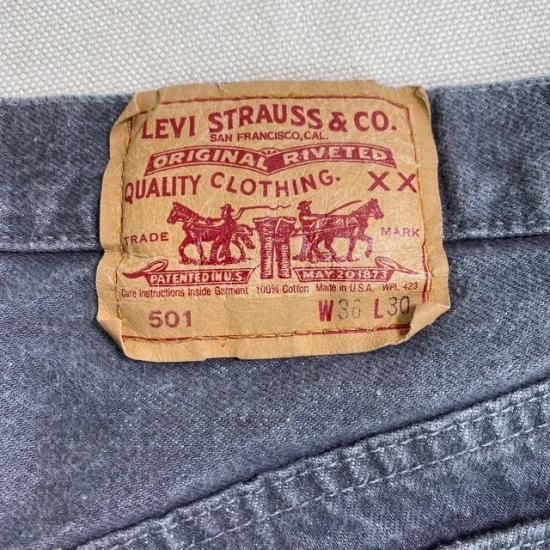 LEVI STRAUSS & CO.
SAN FRANCISCO, CAL.
ORIGINAL RIVETED
QUALITY CLOTHING. XX
TRADE MARK
PATENTED IN U.S MAY 20 1873
Care Instructions Inside Garment 100% Cotton Made in U.S.A. WPL 423
501 W36 L30